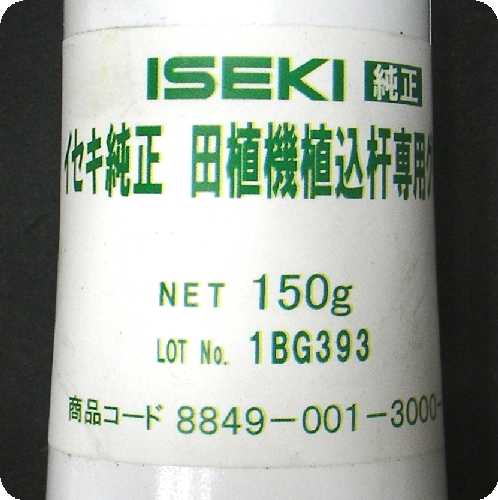 ISEKI 純正
イセキ純正 田植機植込杆専用ク
NET 150g
LOT No. 1BG393
商品コード 8849-001-3000-